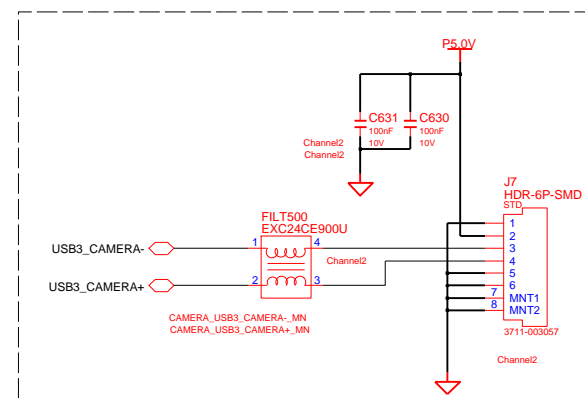 P5.0V
C631
100nF
10V
C630
100nF
10V
Channel2
Channel2
J7
HDR-6P-SMD
STD
1
2
3
4
5
6
7 MNT1
8 MNT2
3711-003057
Channel2
FILT500
EXC24CE900U
1 4
2 3
Channel2
USB3_CAMERA-
USB3_CAMERA+
CAMERA_USB3_CAMERA-_MN
CAMERA_USB3_CAMERA+_MN